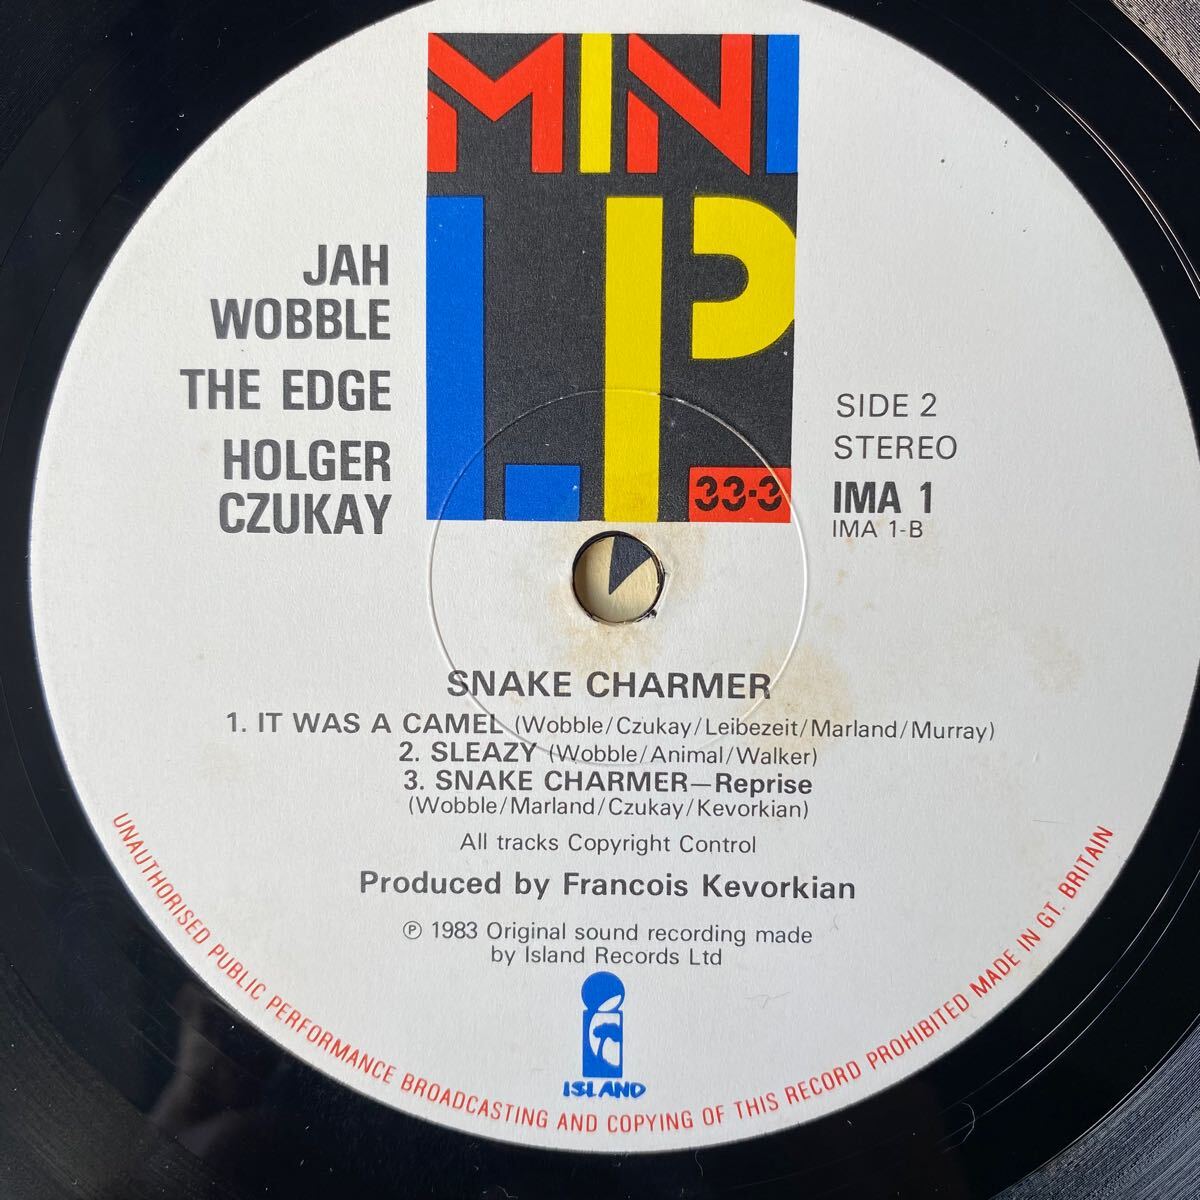 MINI
LP
33·3
JAH
WOBBLE
THE EDGE
HOLGER
CZUKAY
SIDE 2
STEREO
IMA 1
IMA 1-B
SNAKE CHARMER
1. IT WAS A CAMEL (Wobble/Czukay/Leibezeit/Marland/Murray)
2. SLEAZY (Wobble/Animal/Walker)
3. SNAKE CHARMER—Reprise
(Wobble/Marland/Czukay/Kevorkian)
All tracks Copyright Control
Produced by Francois Kevorkian
℗ 1983 Original sound recording made
by Island Records Ltd
ISLAND
UNAUTHORISED PUBLIC PERFORMANCE BROADCASTING AND COPYING OF THIS RECORD PROHIBITED MADE IN GT. BRITAIN